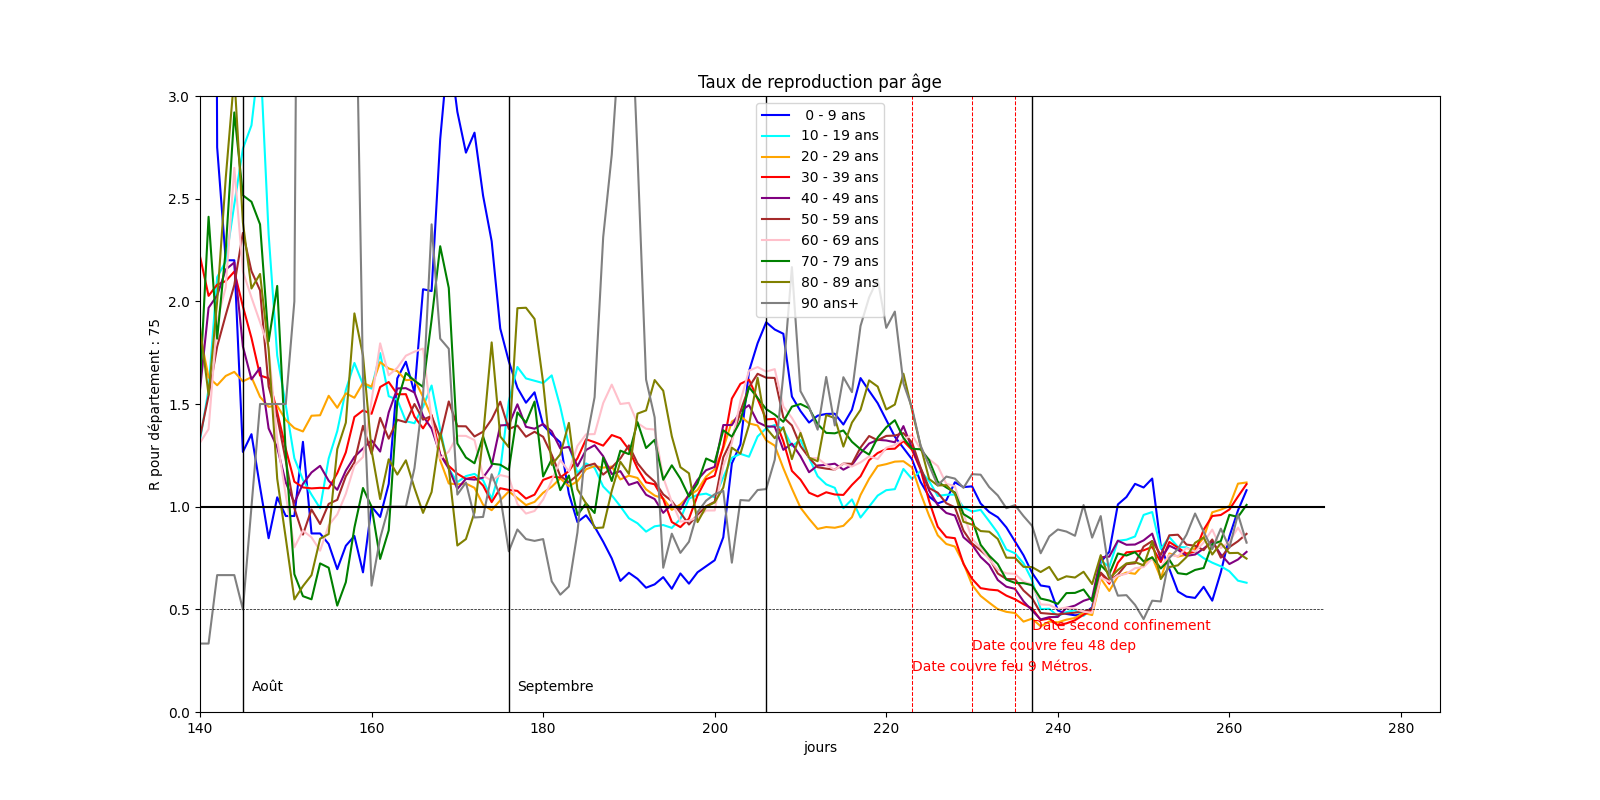 Taux de reproduction par âge
R pour département : 75
3.0
2.5
2.0
1.5
1.0
0.5
0.0
0 - 9 ans
10 - 19 ans
20 - 29 ans
30 - 39 ans
40 - 49 ans
50 - 59 ans
60 - 69 ans
70 - 79 ans
80 - 89 ans
90 ans+
Date second confinement
Date couvre feu 48 dep
Date couvre feu 9 Métros.
Août
Septembre
140
160
180
200
220
240
260
280
jours